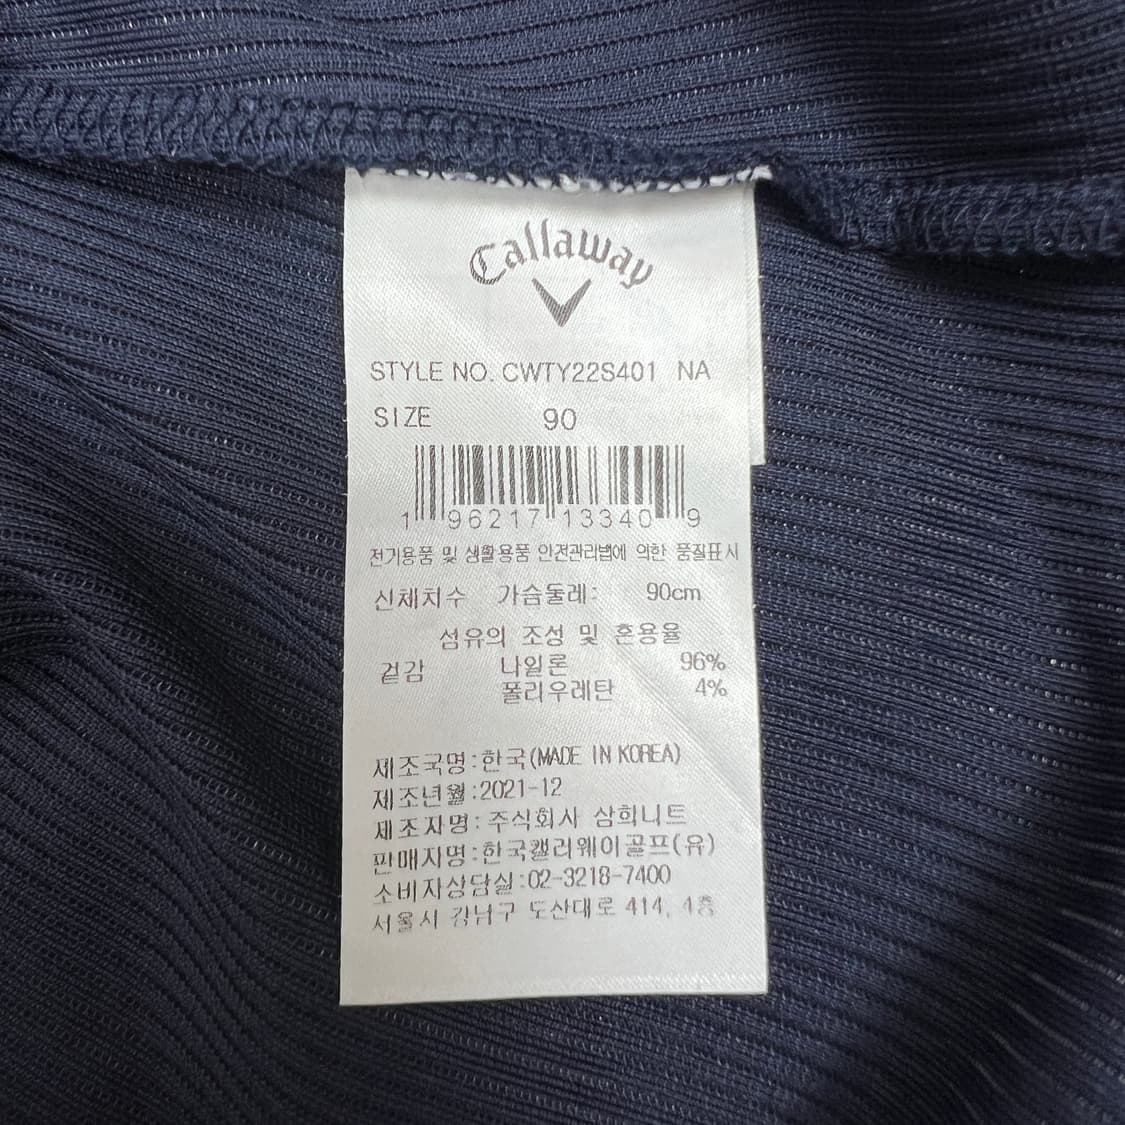 Callaway
STYLE NO. CWTY22S401 NA
SIZE 90
1 96217 13340 9
전기용품 및 생활용품 안전관리법에 의한 품질표시
신체치수 가슴둘레: 90cm
섬유의 조성 및 혼용율
겉감 나일론 96%
폴리우레탄 4%
제조국명:한국(MADE IN KOREA)
제조년월:2021-12
제조자명:주식회사 삼희니트
판매자명:한국캘러웨이골프(유)
소비자상담실:02-3218-7400
서울시 강남구 도산대로 414, 4층